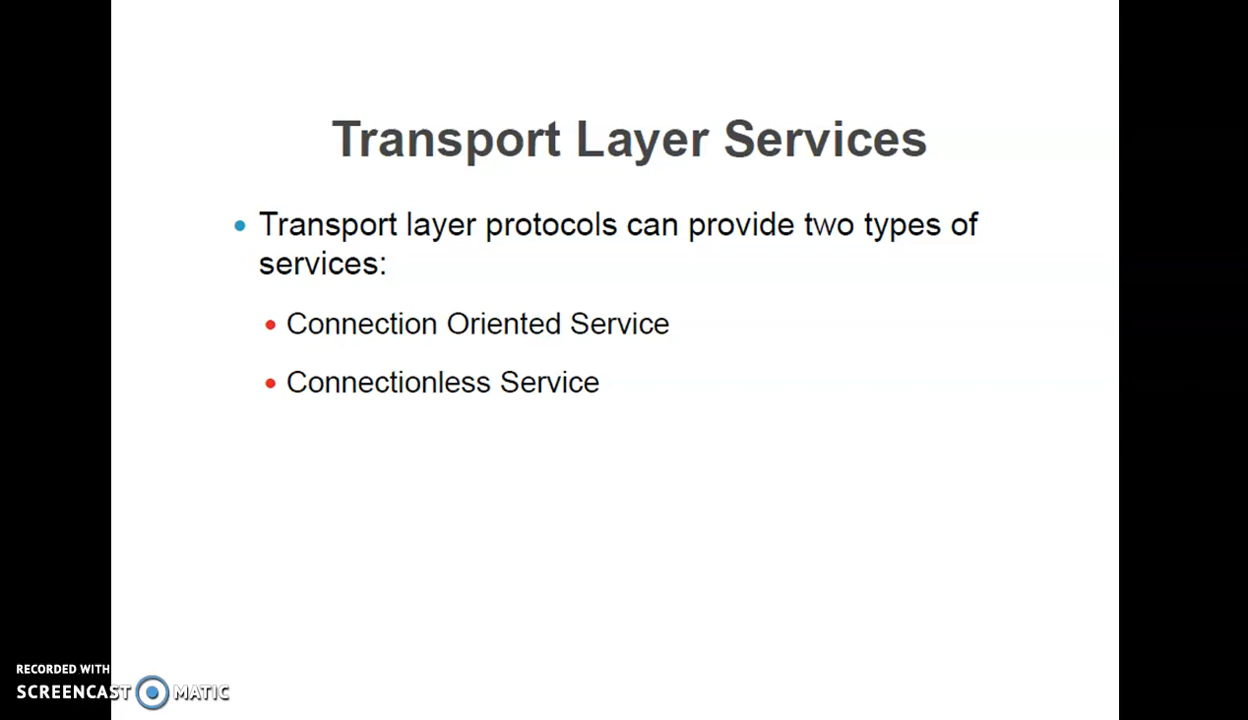 Transport Layer Services
Transport layer protocols can provide two types of
services:
Connection Oriented Service
Connectionless Service
RECORDED WITH
SCREENCAST MATIC